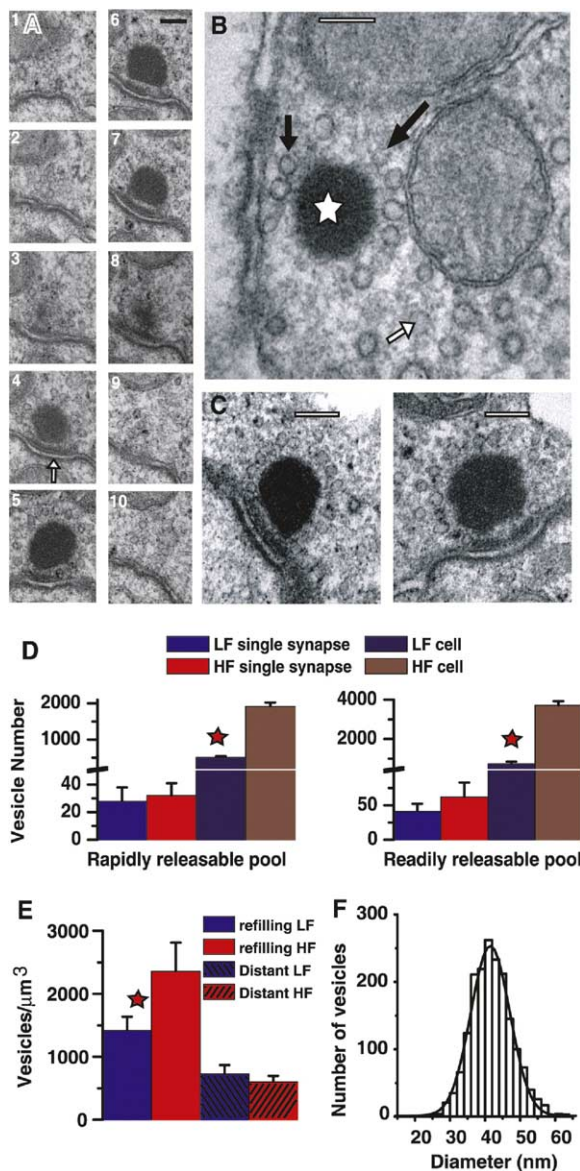 A
1
2
3
4
5
6
7
8
9
10
B
C
D
LF single synapse
LF cell
HF single synapse
HF cell
Vesicle Number
2000
1000
40
20
0
Rapidly releasable pool
4000
2000
50
0
Readily releasable pool
E
Vesicles/μm3
3000
2000
1000
0
refilling LF
refilling HF
Distant LF
Distant HF
F
Number of vesicles
300
150
0
20 30 40 50 60
Diameter (nm)